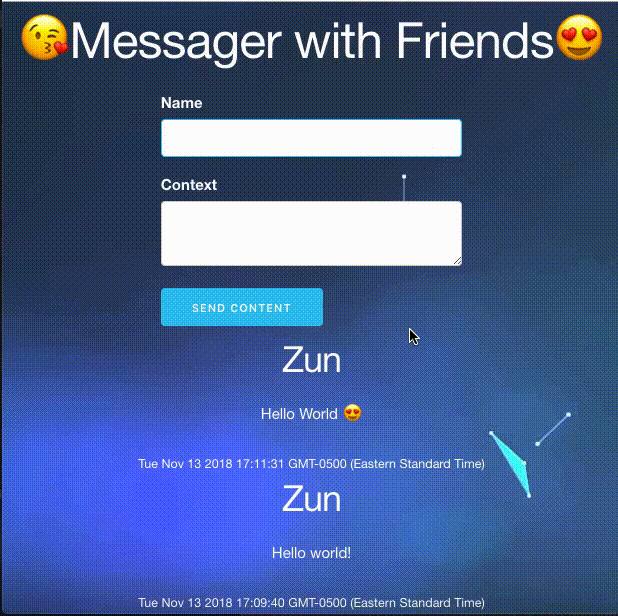 😘Messager with Friends😍
Name
Context
SEND CONTENT
Zun
Hello World 😍
Tue Nov 13 2018 17:11:31 GMT-0500 (Eastern Standard Time)
Zun
Hello world!
Tue Nov 13 2018 17:09:40 GMT-0500 (Eastern Standard Time)